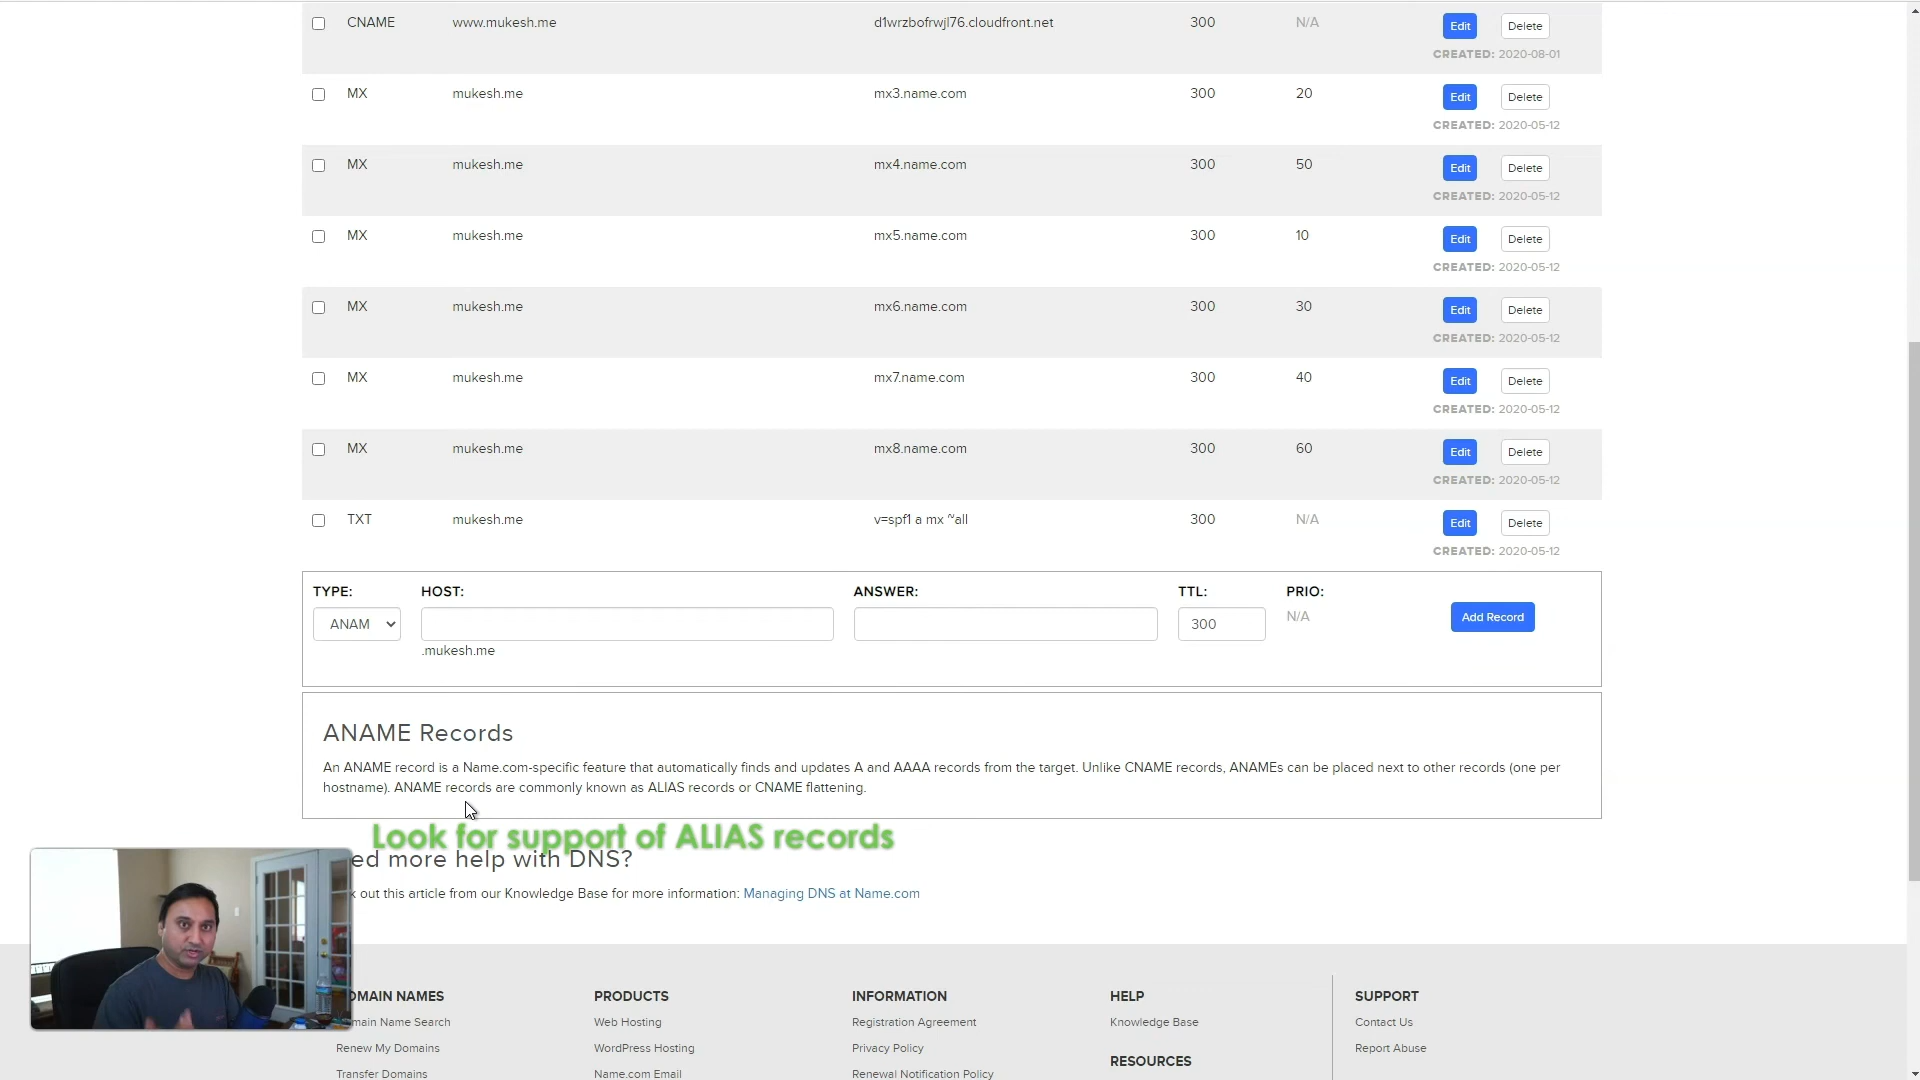 CNAME www.mukesh.me d1wrzbofrwjl76.cloudfront.net 300 N/A Edit Delete
CREATED: 2020-08-01
MX mukesh.me mx3.name.com 300 20 Edit Delete
CREATED: 2020-05-12
MX mukesh.me mx4.name.com 300 50 Edit Delete
CREATED: 2020-05-12
MX mukesh.me mx5.name.com 300 10 Edit Delete
CREATED: 2020-05-12
MX mukesh.me mx6.name.com 300 30 Edit Delete
CREATED: 2020-05-12
MX mukesh.me mx7.name.com 300 40 Edit Delete
CREATED: 2020-05-12
MX mukesh.me mx8.name.com 300 60 Edit Delete
CREATED: 2020-05-12
TXT mukesh.me v=spf1 a mx ~all 300 N/A Edit Delete
CREATED: 2020-05-12
TYPE: HOST: ANSWER: TTL: PRIO:
ANAM 300 N/A Add Record
.mukesh.me
ANAME Records
An ANAME record is a Name.com-specific feature that automatically finds and updates A and AAAA records from the target. Unlike CNAME records, ANAMEs can be placed next to other records (one per
hostname). ANAME records are commonly known as ALIAS records or CNAME flattening.
Look for support of ALIAS records
ed more help with DNS?
k out this article from our Knowledge Base for more information: Managing DNS at Name.com
OMAIN NAMES PRODUCTS INFORMATION HELP SUPPORT
main Name Search Web Hosting Registration Agreement Knowledge Base Contact Us
Renew My Domains WordPress Hosting Privacy Policy RESOURCES Report Abuse
Transfer Domains Name.com Email Renewal Notification Policy